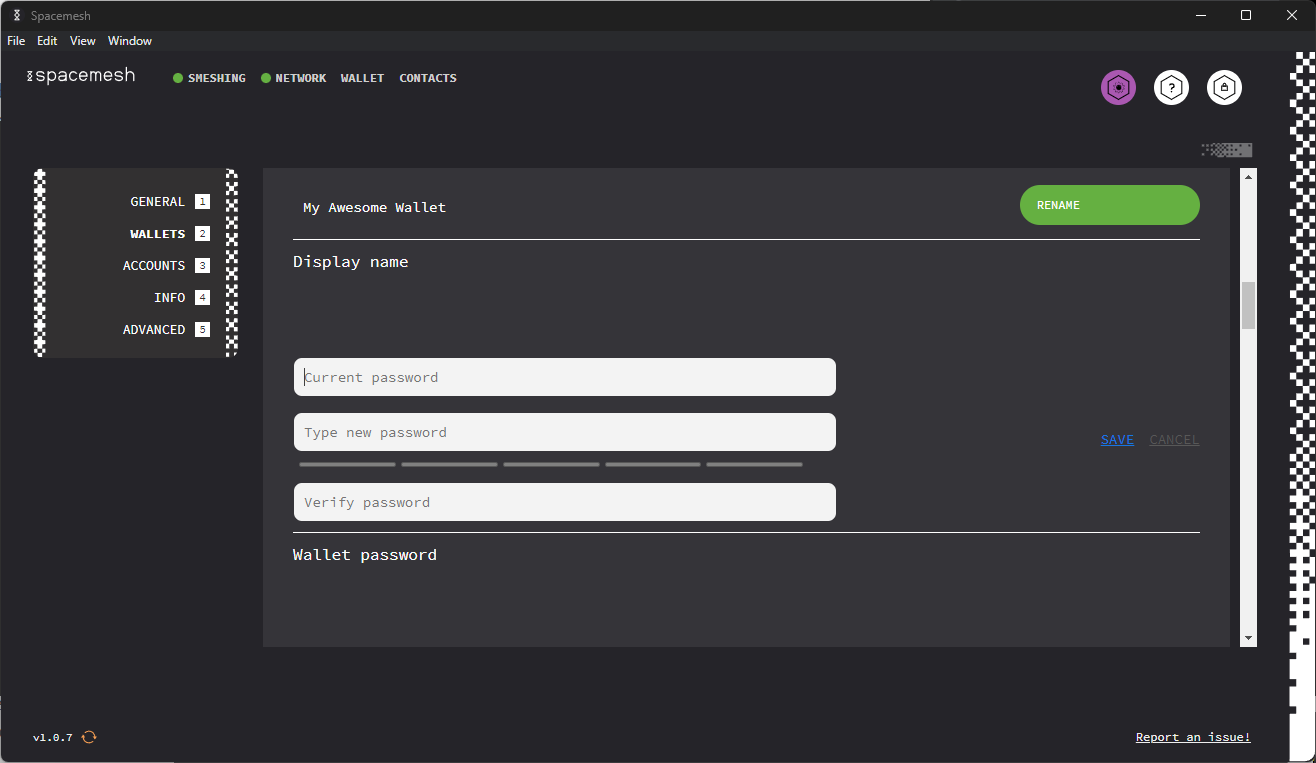 Spacemesh
File Edit View Window
spacemesh
SMESHING NETWORK WALLET CONTACTS
?
GENERAL 1
WALLETS 2
ACCOUNTS 3
INFO 4
ADVANCED 5
My Awesome Wallet
RENAME
Display name
Current password
Type new password
SAVE CANCEL
Verify password
Wallet password
v1.0.7
Report an issue!